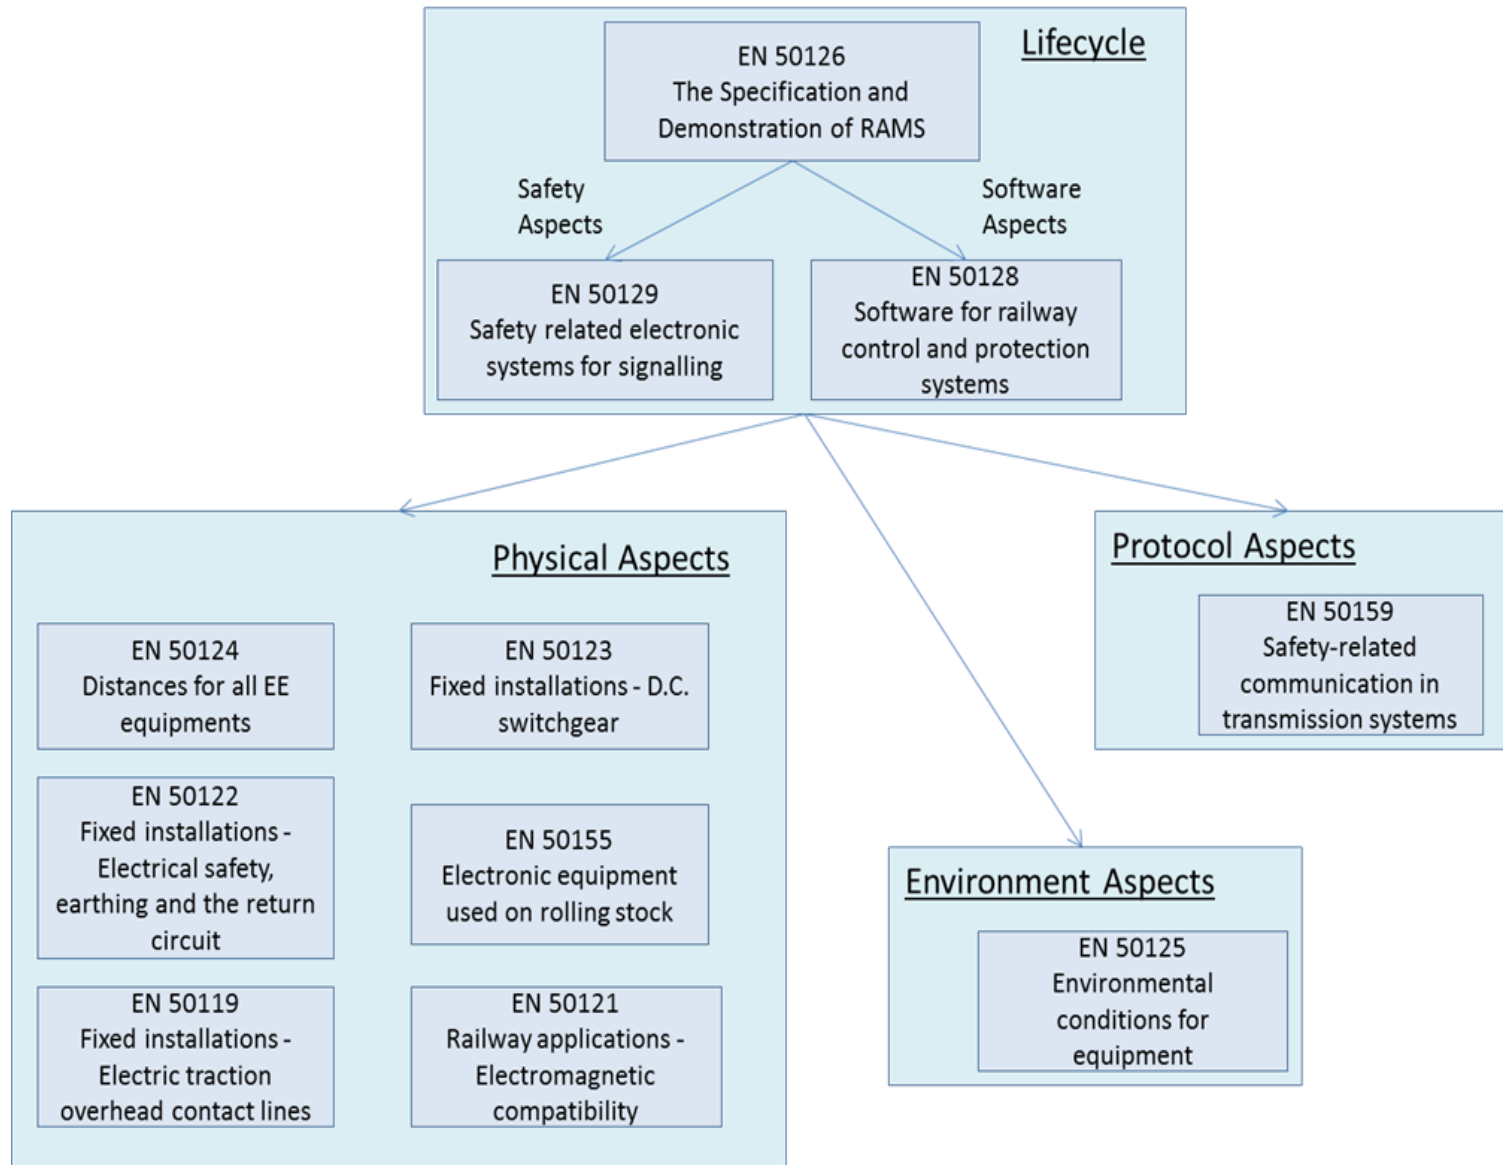 Lifecycle
EN 50126
The Specification and
Demonstration of RAMS
Safety
Aspects
Software
Aspects
EN 50129
Safety related electronic
systems for signalling
EN 50128
Software for railway
control and protection
systems
Physical Aspects
EN 50124
Distances for all EE
equipments
EN 50123
Fixed installations - D.C.
switchgear
EN 50122
Fixed installations -
Electrical safety,
earthing and the return
circuit
EN 50155
Electronic equipment
used on rolling stock
EN 50119
Fixed installations -
Electric traction
overhead contact lines
EN 50121
Railway applications -
Electromagnetic
compatibility
Protocol Aspects
EN 50159
Safety-related
communication in
transmission systems
Environment Aspects
EN 50125
Environmental
conditions for
equipment